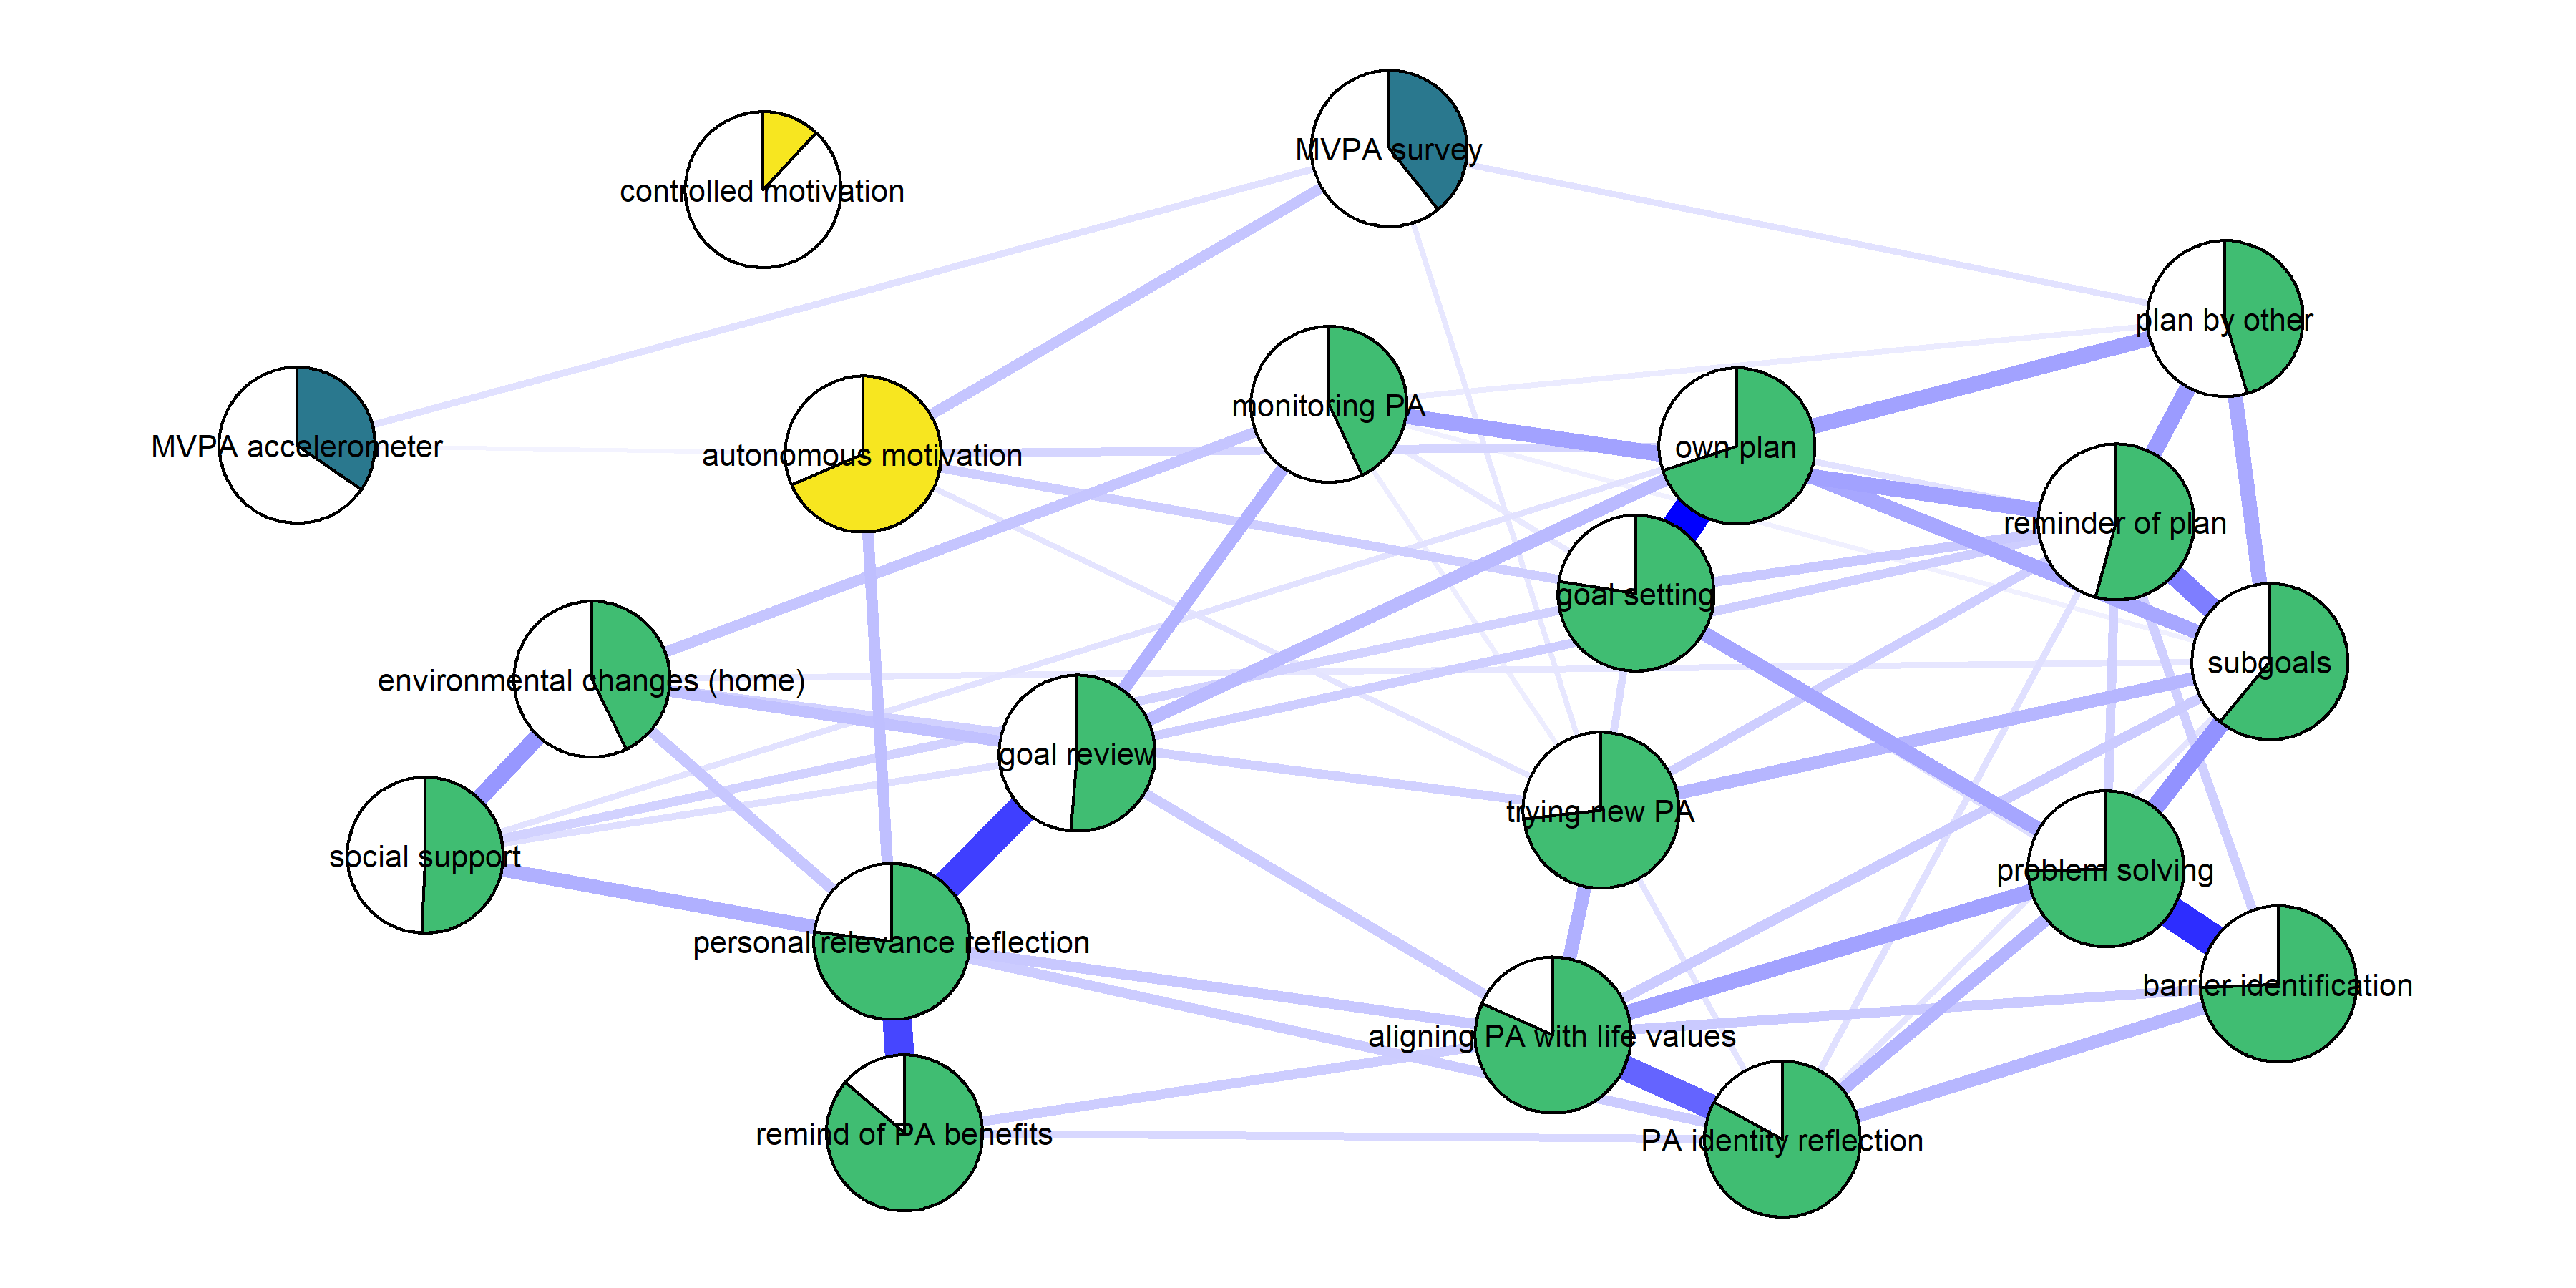 MVPA survey
controlled motivation
plan by other
monitoring PA
MVPA accelerometer
autonomous motivation
own plan
reminder of plan
goal setting
subgoals
environmental changes (home)
goal review
trying new PA
social support
problem solving
personal relevance reflection
barrier identification
aligning PA with life values
remind of PA benefits
PA identity reflection